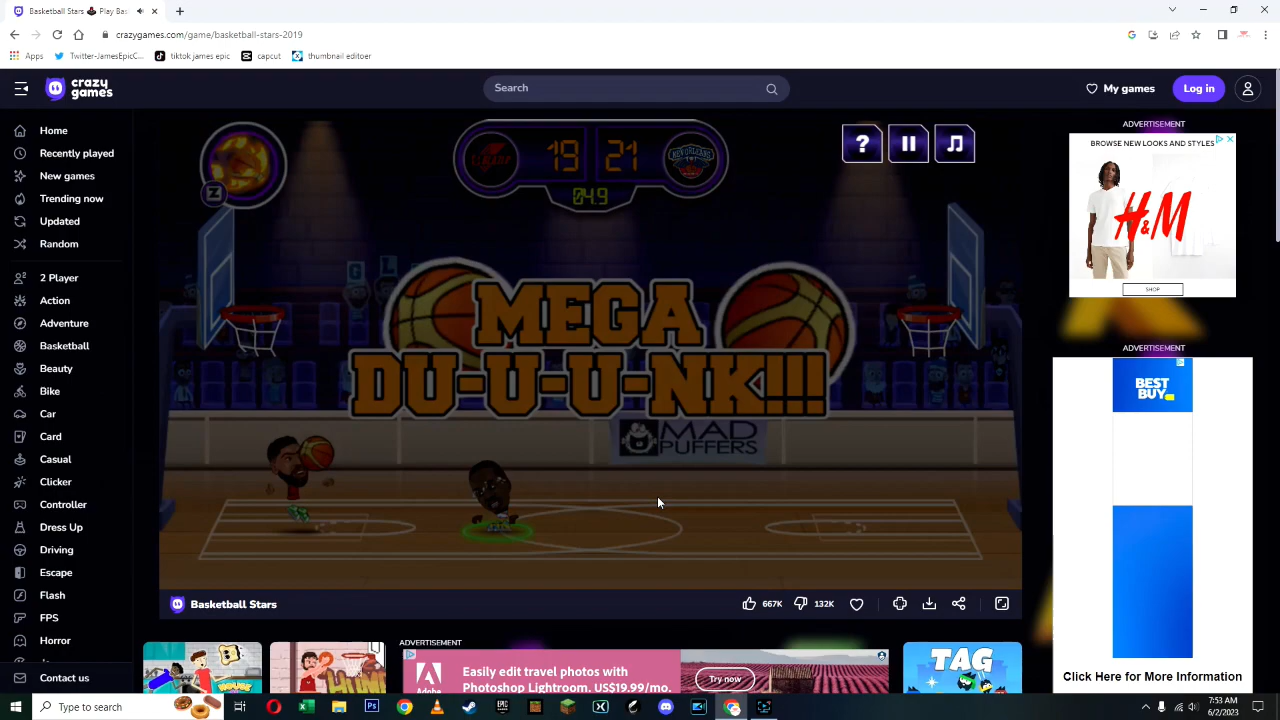 Basketball Stars Play Bas
crazygames.com/game/basketball-stars-2019
Apps Twitter-JamesEpicC... tiktok james epic capcut thumbnail editoer
crazy games
Search
My games
Log in
Home
Recently played
New games
Trending now
Updated
Random
2 Player
Action
Adventure
Basketball
Beauty
Bike
Car
Card
Casual
Clicker
Controller
Dress Up
Driving
Escape
Flash
FPS
Horror
Contact us
19 21
NEW ORLEANS
04.9
?
Z
MEGA
DU-U-U-NK!!!
MAD
PUFFERS
Basketball Stars
667K
132K
ADVERTISEMENT
BROWSE NEW LOOKS AND STYLES
H&M
SHOP
ADVERTISEMENT
BEST
BUY
Click Here for More Information
ADVERTISEMENT
Adobe
Easily edit travel photos with
Photoshop Lightroom. US$19.99/mo.
Try now
TAG
Type here to search
7:53 AM
6/2/2023